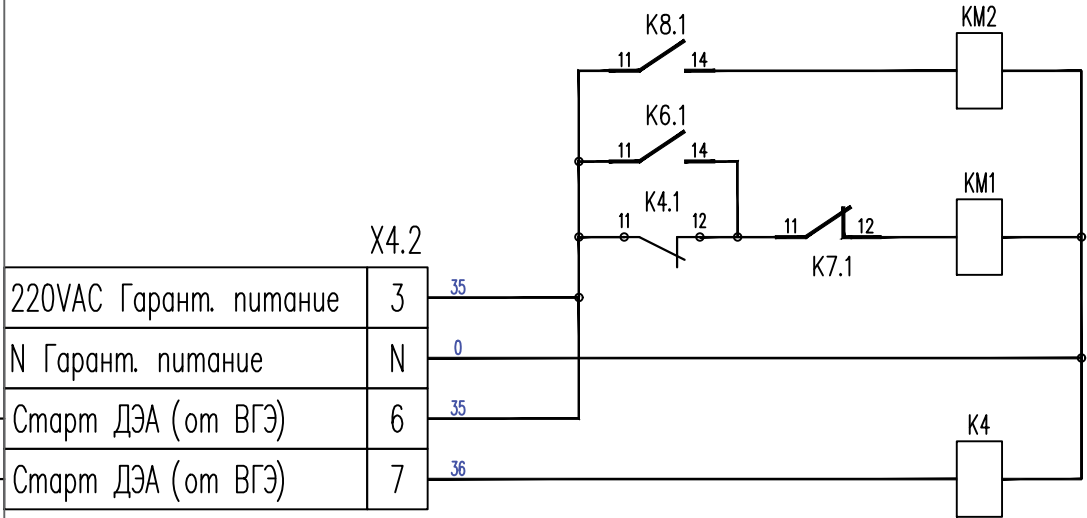 KM2
K8.1
11 14
K6.1
11 14
KM1
K4.1
11 12
11 12
K7.1
X4.2
220VAC Гарант. питание 3 35
N Гарант. питание N 0
Старт ДЭА (от ВГЭ) 6 35
Старт ДЭА (от ВГЭ) 7 36
K4